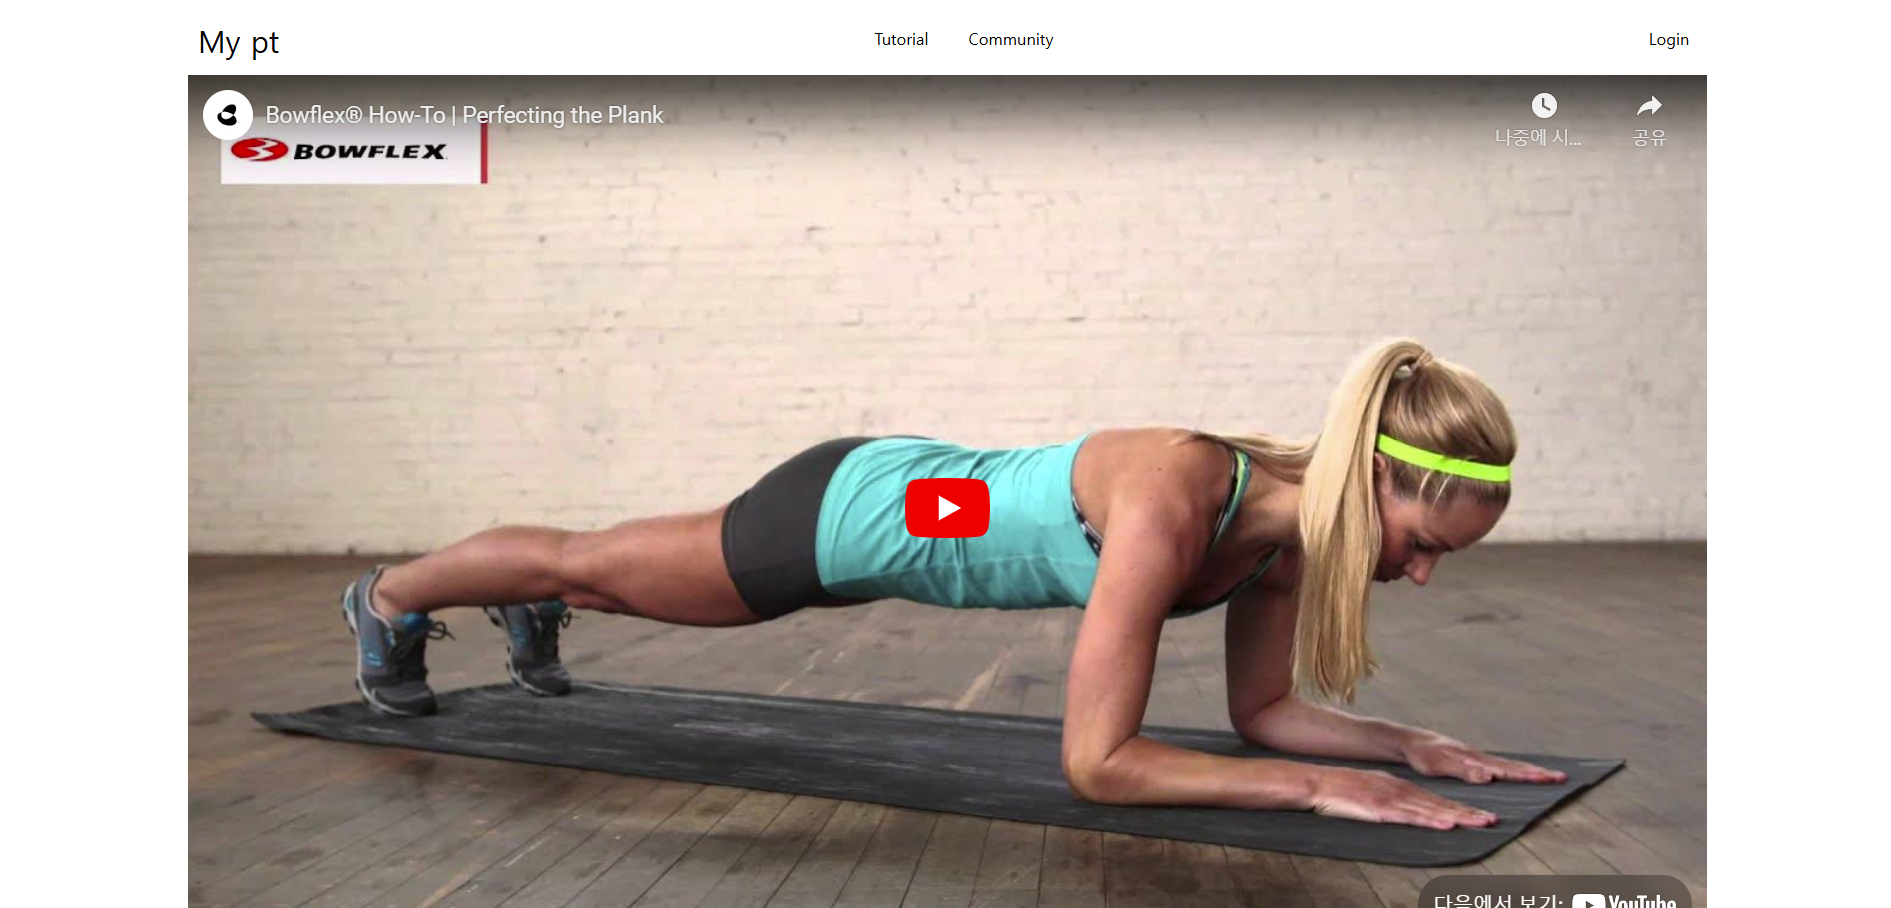 My pt
Tutorial
Community
Login
Bowflex® How-To | Perfecting the Plank
나중에 시...
공유
BOWFLEX
다음에서 보기: YouTube